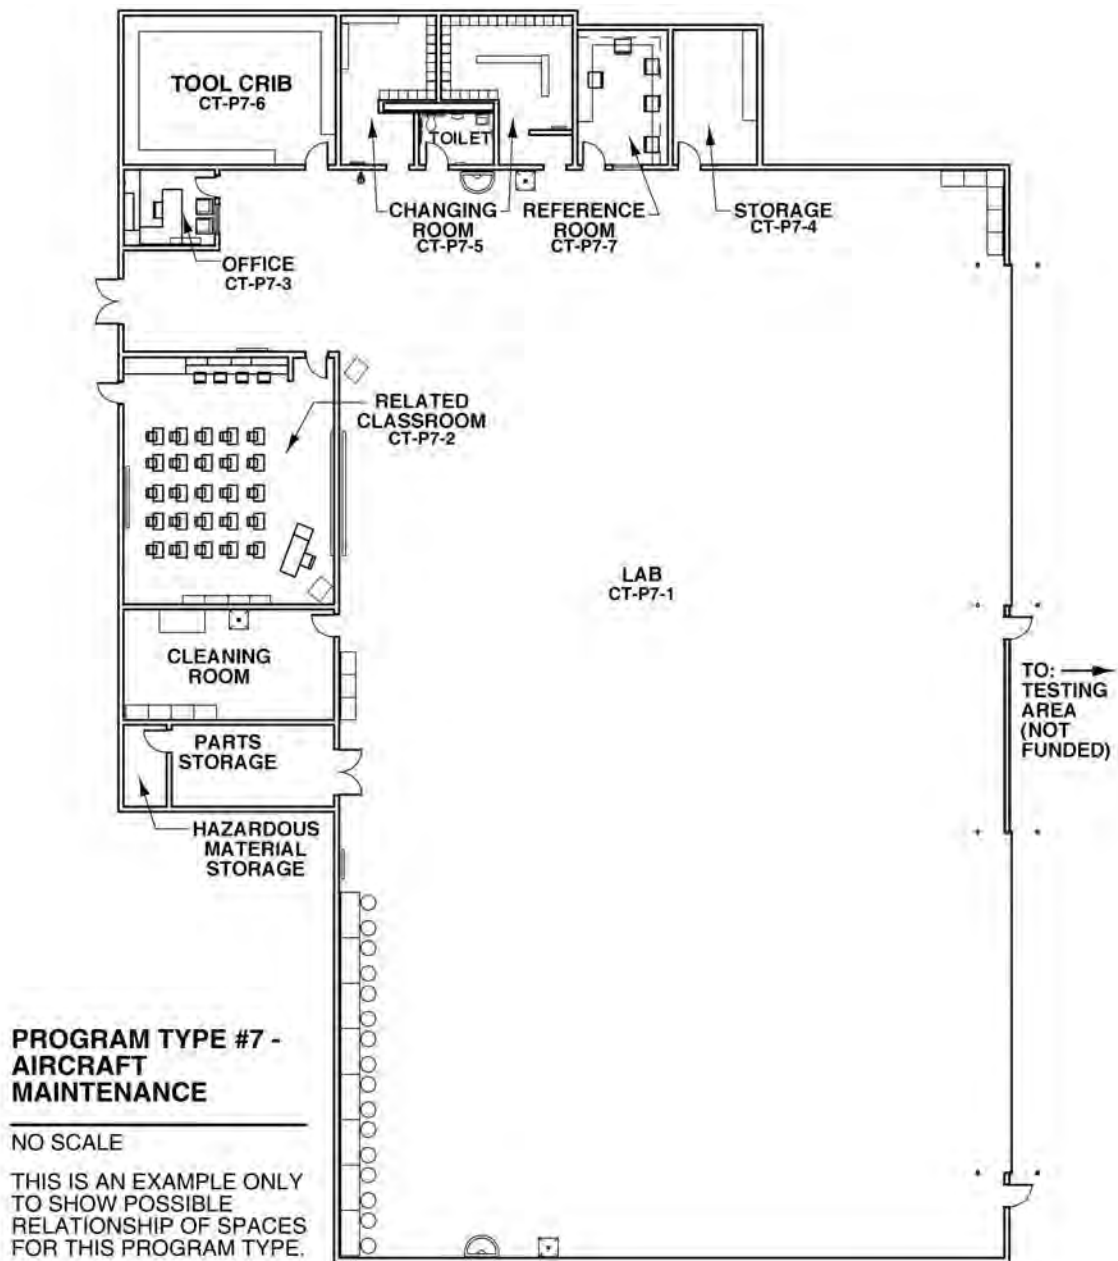 TOOL CRIB
CT-P7-6
TOILET
CHANGING
ROOM
CT-P7-5
REFERENCE
ROOM
CT-P7-7
STORAGE
CT-P7-4
OFFICE
CT-P7-3
RELATED
CLASSROOM
CT-P7-2
LAB
CT-P7-1
CLEANING
ROOM
TO:
TESTING
AREA
(NOT
FUNDED)
PARTS
STORAGE
HAZARDOUS
MATERIAL
STORAGE
PROGRAM TYPE #7 -
AIRCRAFT
MAINTENANCE
NO SCALE
THIS IS AN EXAMPLE ONLY
TO SHOW POSSIBLE
RELATIONSHIP OF SPACES
FOR THIS PROGRAM TYPE.